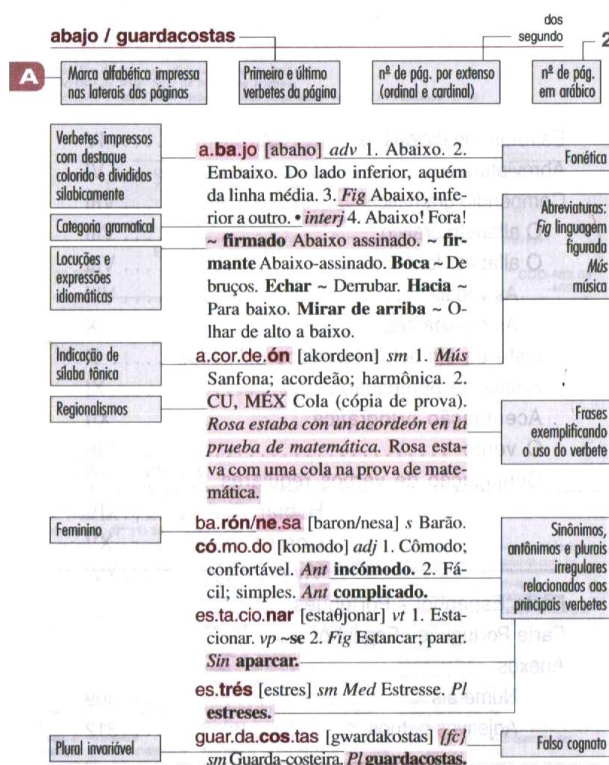 abajo / guardacostas
dos
segundo
2
A
Marca alfabética impressa
nas laterais das páginas
Primeiro e último
verbetes da página
nº de pág. por extenso
(ordinal e cardinal)
nº de pág.
em arábico
Verbetes impressos
com destaque
colorido e divididos
silabicamente
Categoria gramatical
Locuções e
expressões
idiomáticas
Indicação de
sílaba tônica
Regionalismos
Feminino
Plural invariável
a.ba.jo [abaho] adv 1. Abaixo. 2.
Embaixo. Do lado inferior, aquém
da linha média. 3. Fig Abaixo, infe-
rior a outro. • interj 4. Abaixo! Fora!
~ firmado Abaixo assinado. ~ fir-
mante Abaixo-assinado. Boca ~ De
bruços. Echar ~ Derrubar. Hacia ~
Para baixo. Mirar de arriba ~ O-
lhar de alto a baixo.
a.cor.de.ón [akordeon] sm 1. Mús
Sanfona; acordeão; harmônica. 2.
CU, MÉX Cola (cópia de prova).
Rosa estaba con un acordeón en la
prueba de matemática. Rosa esta-
va com uma cola na prova de mate-
mática.
ba.rón/ne.sa [baron/nesa] s Barão.
có.mo.do [komodo] adj 1. Cômodo;
confortável. Ant incómodo. 2. Fá-
cil; simples. Ant complicado.
es.ta.cio.nar [estaθjonar] vt 1. Esta-
cionar. vp ~se 2. Fig Estancar; parar.
Sin aparcar.
es.trés [estres] sm Med Estresse. Pl
estreses.
guar.da.cos.tas [gwardakostas] [fc]
sm Guarda-costeira. Pl guardacostas.
Fonética
Abreviaturas:
Fig linguagem
figurada
Mús
música
Frases
exemplificando
o uso do verbete
Sinônimos,
antônimos e plurais
irregulares
relacionados aos
principais verbetes
Falso cognato